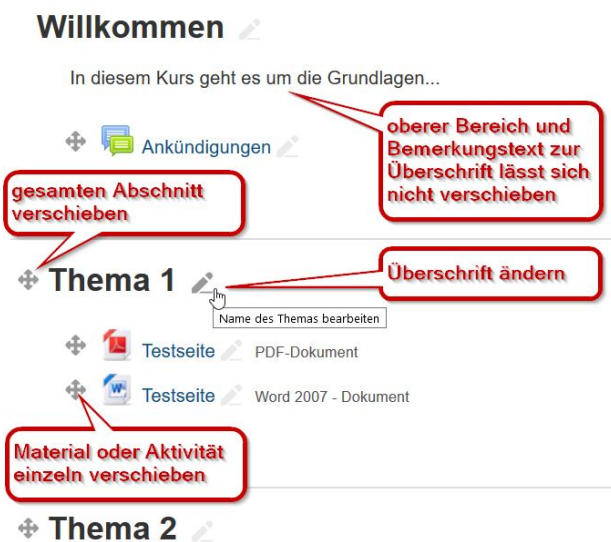 Willkommen
In diesem Kurs geht es um die Grundlagen...
oberer Bereich und
Bemerkungstext zur
Überschrift lässt sich
nicht verschieben
Ankündigungen
gesamten Abschnitt
verschieben
Thema 1
Überschrift ändern
Name des Themas bearbeiten
Testseite PDF-Dokument
Testseite Word 2007 - Dokument
Material oder Aktivität
einzeln verschieben
Thema 2